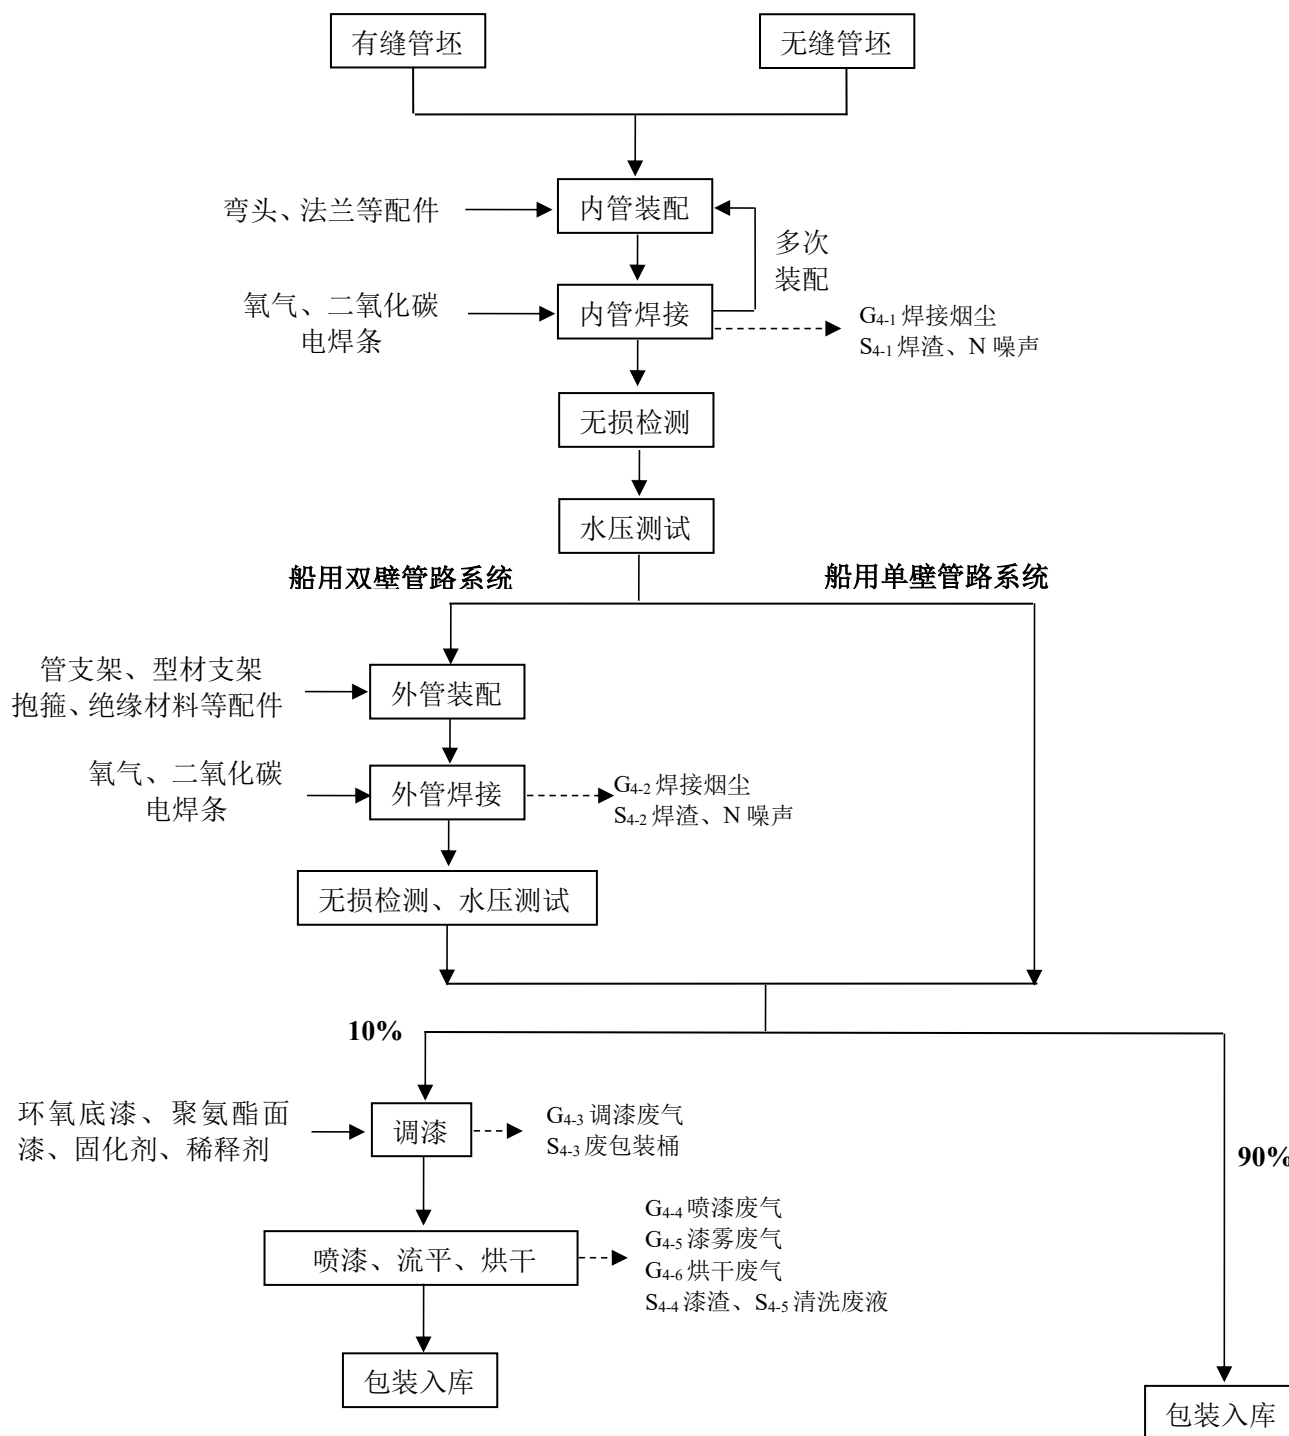 有缝管坯
无缝管坯
弯头、法兰等配件
内管装配
多次
装配
氧气、二氧化碳
电焊条
内管焊接
G4-1 焊接烟尘
S4-1 焊渣、N 噪声
无损检测
水压测试
船用双壁管路系统
船用单壁管路系统
管支架、型材支架
抱箍、绝缘材料等配件
外管装配
氧气、二氧化碳
电焊条
外管焊接
G4-2 焊接烟尘
S4-2 焊渣、N 噪声
无损检测、水压测试
10%
环氧底漆、聚氨酯面
漆、固化剂、稀释剂
调漆
G4-3 调漆废气
S4-3 废包装桶
90%
喷漆、流平、烘干
G4-4 喷漆废气
G4-5 漆雾废气
G4-6 烘干废气
S4-4 漆渣、S4-5 清洗废液
包装入库
包装入库